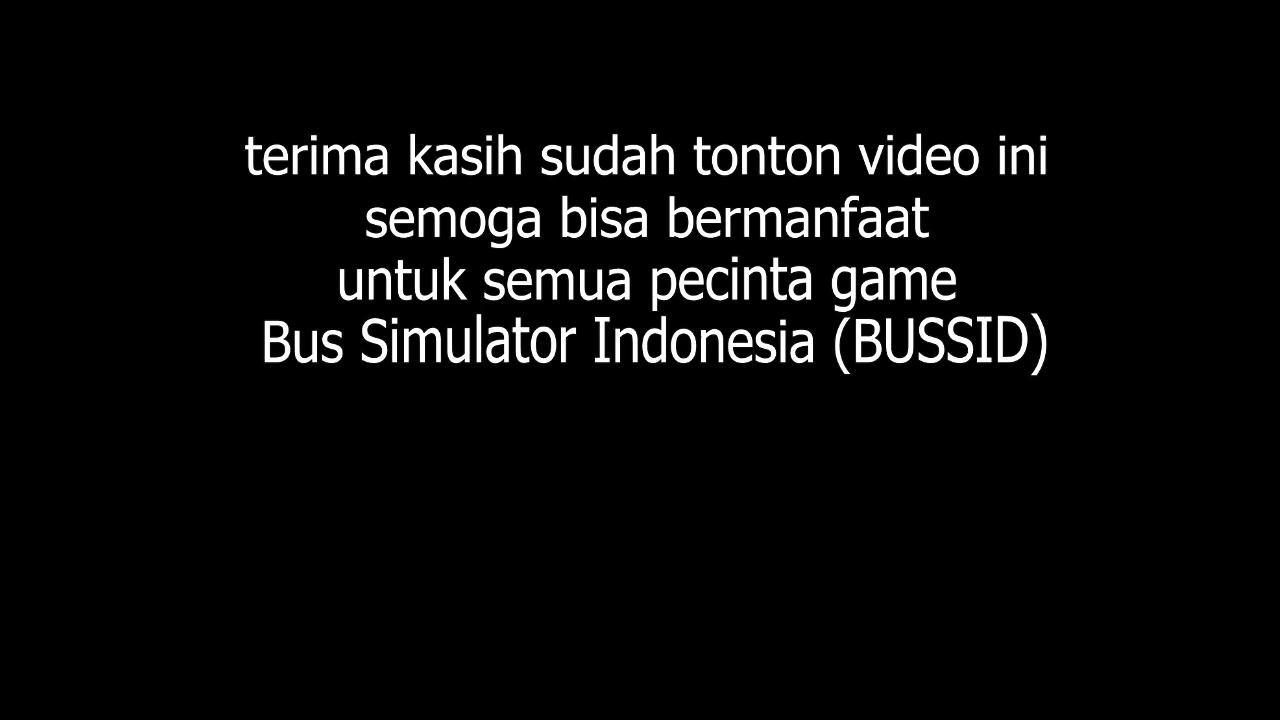 terima kasih sudah tonton video ini
semoga bisa bermanfaat
untuk semua pecinta game
Bus Simulator Indonesia (BUSSID)